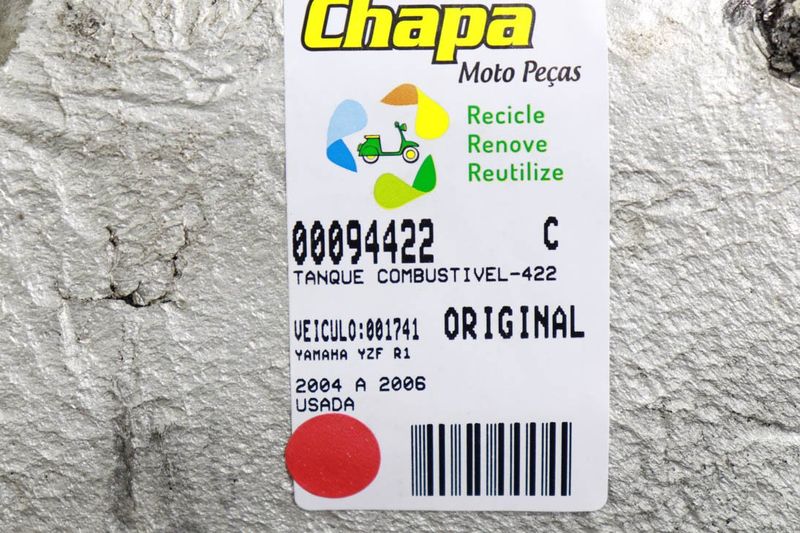 Chapa
Moto Peças
Recicle
Renove
Reutilize
00094422 C
TANQUE COMBUSTIVEL-422
VEICULO:001741 ORIGINAL
YAMAHA YZF R1
2004 A 2006
USADA